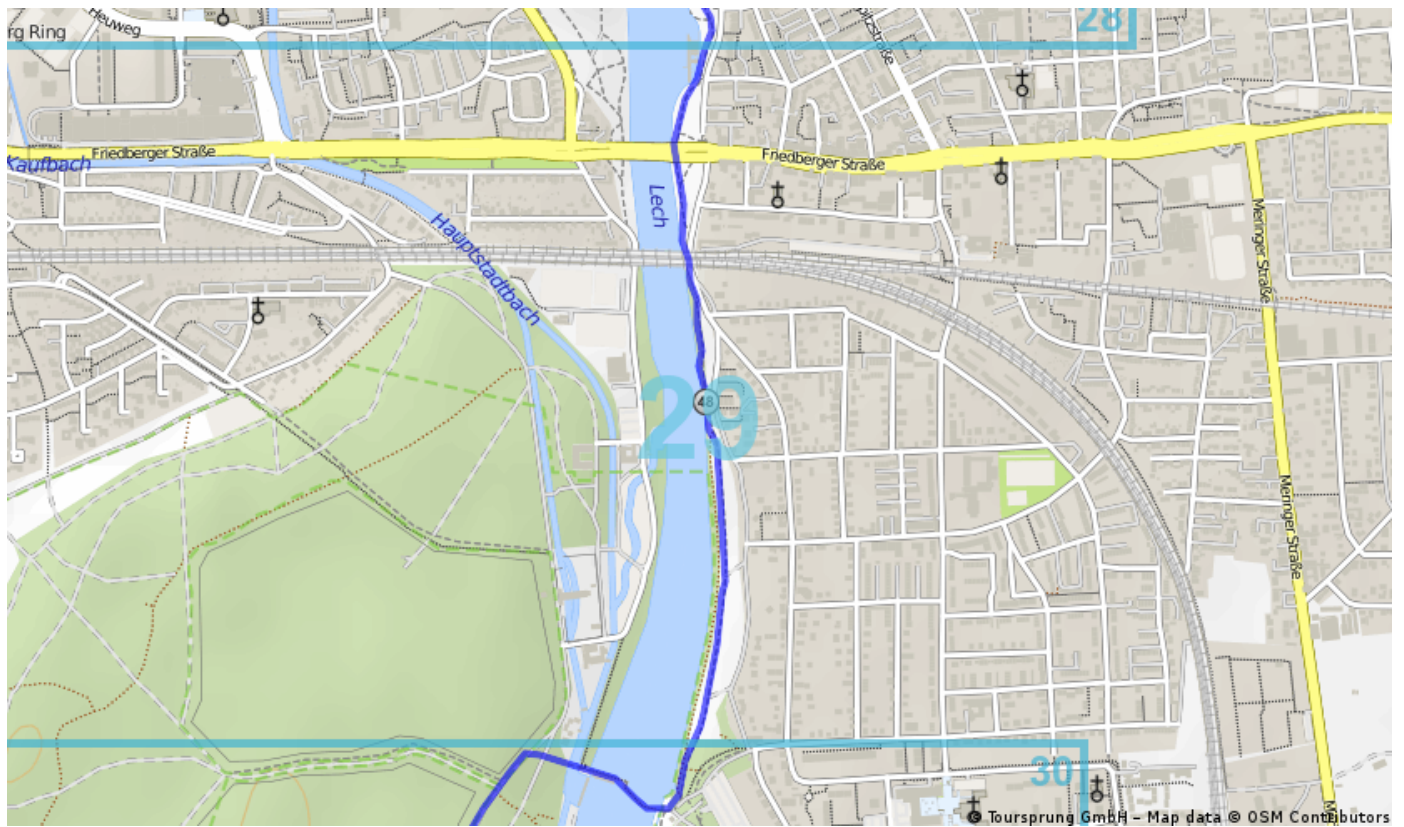 Heuweg
rg Ring
28
Friedberger Straße
Kaufbach
Friedberger Straße
Lech
Hauptstadtbach
Meringer Straße
29
48
Meringer Straße
30
© Toursprung GmbH – Map data © OSM Contributors